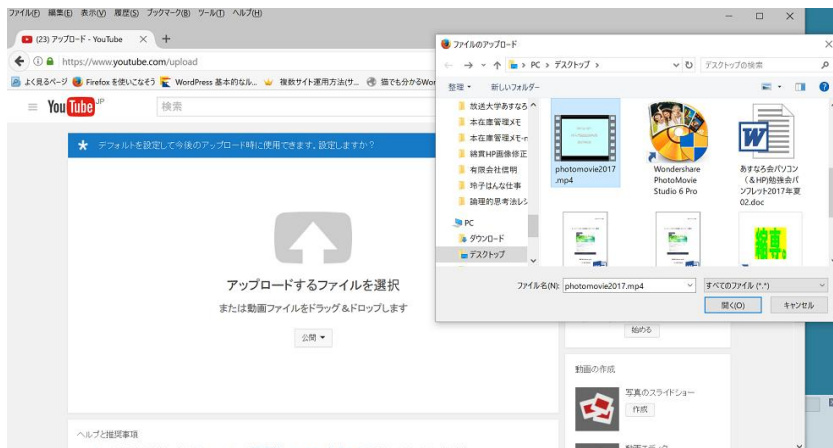 ファイル(F) 編集(E) 表示(V) 履歴(S) ブックマーク(B) ツール(T) ヘルプ(H)
(23) アップロード - YouTube
https://www.youtube.com/upload
よく見るページ Firefox を使いこなそう WordPress 基本的なル... 複数サイト運用方法(サ... 猫でも分かるWor
YouTube JP
検索
デフォルトを設定して今後のアップロード時に使用できます。設定しますか？
アップロードするファイルを選択
または動画ファイルをドラッグ＆ドロップします
公開
ヘルプと推奨事項
始める
動画の作成
写真のスライドショー
作成
ファイルのアップロード
PC > デスクトップ >
デスクトップの検索
整理 新しいフォルダー
放送大学あすなろ
本在庫管理メモ
本在庫管理メモ-n
綿貫HP画像修正
有限会社信明
玲子はんな仕事
論理的思考法レジ
PC
ダウンロード
デスクトップ
photomovie2017
.mp4
Wondershare
PhotoMovie
Studio 6 Pro
あすなろ会パソコン
（＆HP)勉強会パ
ンフレット2017年夏
02.doc
ファイル名(N): photomovie2017.mp4
すべてのファイル (*.*)
開く(O)
キャンセル